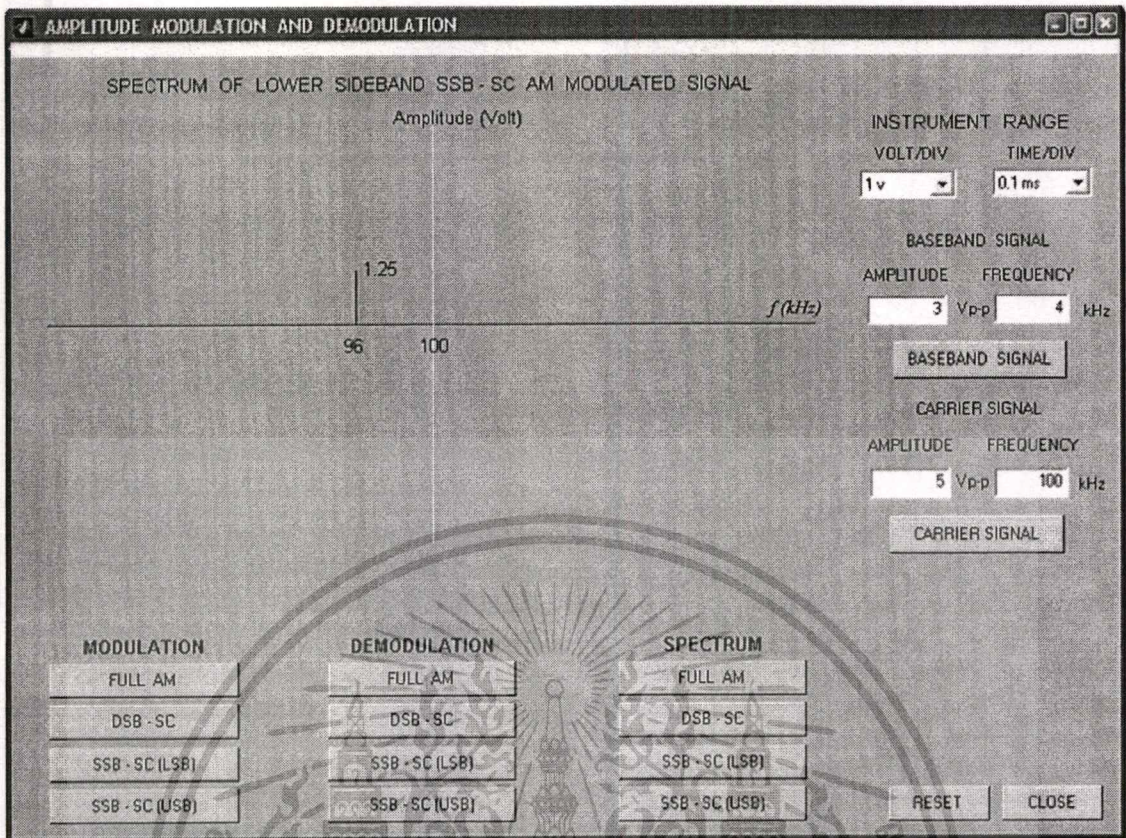 AMPLITUDE MODULATION AND DEMODULATION
SPECTRUM OF LOWER SIDEBAND SSB - SC AM MODULATED SIGNAL
Amplitude (Volt)
1.25
f (kHz)
96 100
INSTRUMENT RANGE
VOLT/DIV TIME/DIV
1 v 0.1 ms
BASEBAND SIGNAL
AMPLITUDE FREQUENCY
3 Vp-p 4 kHz
BASEBAND SIGNAL
CARRIER SIGNAL
AMPLITUDE FREQUENCY
5 Vp-p 100 kHz
CARRIER SIGNAL
MODULATION DEMODULATION SPECTRUM
FULL AM FULL AM FULL AM
DSB - SC DSB - SC DSB - SC
SSB - SC (LSB) SSB - SC (LSB) SSB - SC (LSB)
SSB - SC (USB) SSB - SC (USB) SSB - SC (USB)
RESET CLOSE